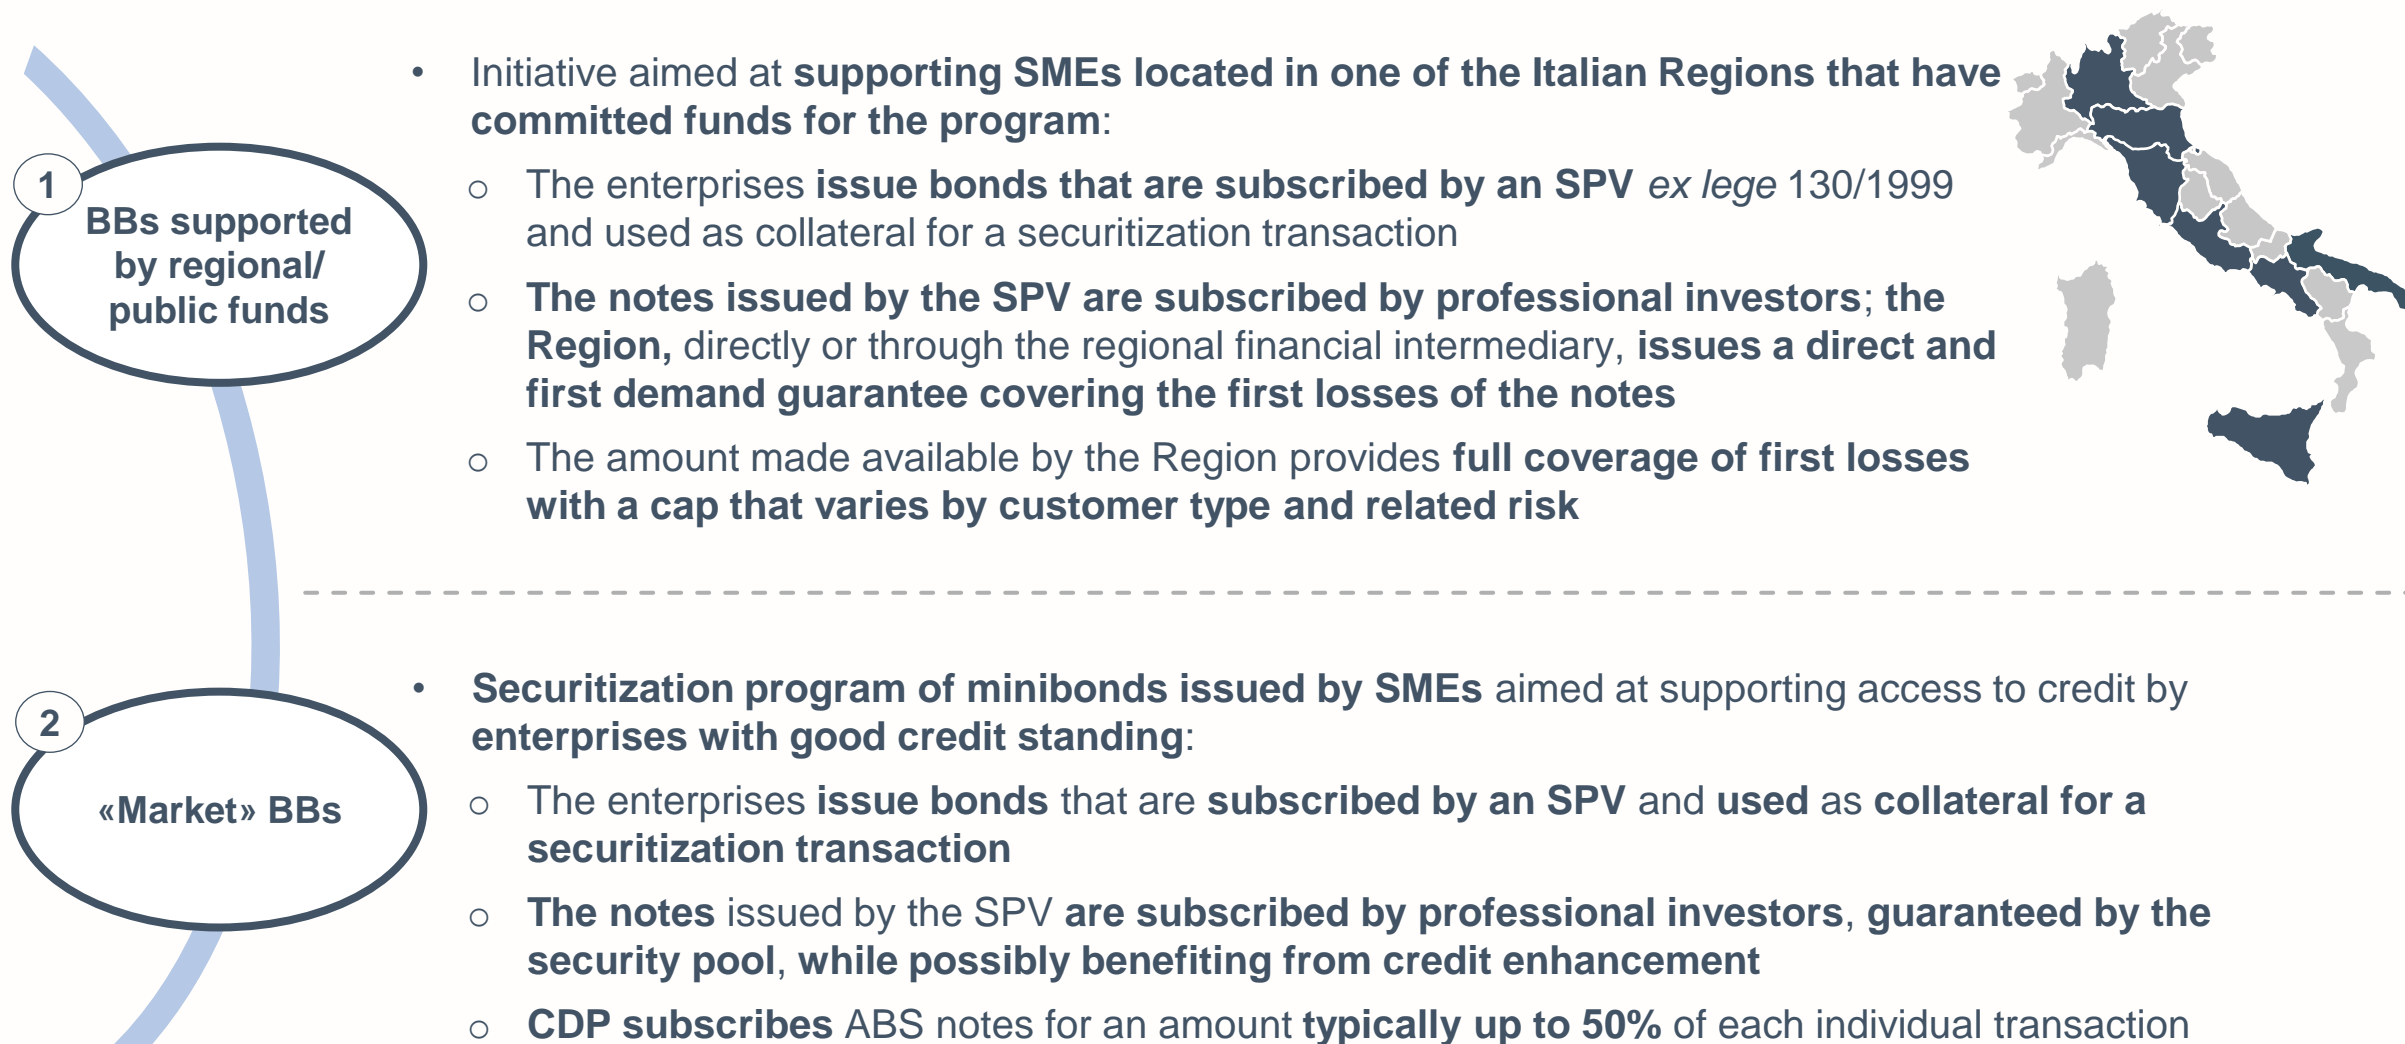 1
BBs supported
by regional/
public funds
• Initiative aimed at supporting SMEs located in one of the Italian Regions that have
committed funds for the program:
o The enterprises issue bonds that are subscribed by an SPV ex lege 130/1999
and used as collateral for a securitization transaction
o The notes issued by the SPV are subscribed by professional investors; the
Region, directly or through the regional financial intermediary, issues a direct and
first demand guarantee covering the first losses of the notes
o The amount made available by the Region provides full coverage of first losses
with a cap that varies by customer type and related risk
2
«Market» BBs
• Securitization program of minibonds issued by SMEs aimed at supporting access to credit by
enterprises with good credit standing:
o The enterprises issue bonds that are subscribed by an SPV and used as collateral for a
securitization transaction
o The notes issued by the SPV are subscribed by professional investors, guaranteed by the
security pool, while possibly benefiting from credit enhancement
o CDP subscribes ABS notes for an amount typically up to 50% of each individual transaction